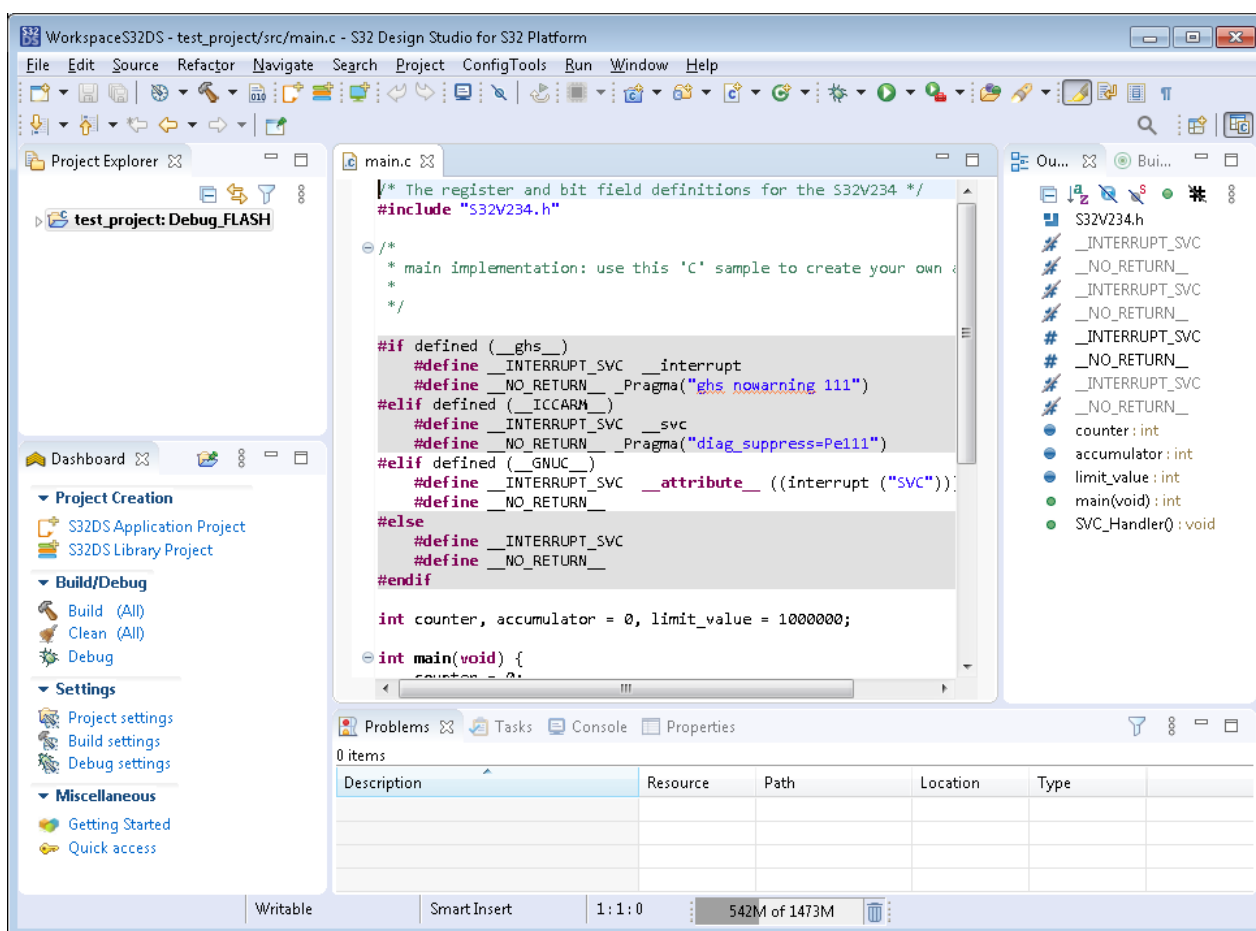 WorkspaceS32DS - test_project/src/main.c - S32 Design Studio for S32 Platform
File Edit Source Refactor Navigate Search Project ConfigTools Run Window Help
Project Explorer
test_project: Debug_FLASH
Dashboard
Project Creation
S32DS Application Project
S32DS Library Project
Build/Debug
Build (All)
Clean (All)
Debug
Settings
Project settings
Build settings
Debug settings
Miscellaneous
Getting Started
Quick access
main.c
/* The register and bit field definitions for the S32V234 */
#include "S32V234.h"
/*
* main implementation: use this 'C' sample to create your own
*
*/
#if defined (__ghs__)
#define __INTERRUPT_SVC __interrupt
#define __NO_RETURN__ _Pragma("ghs nowarning 111")
#elif defined (__ICCARM__)
#define __INTERRUPT_SVC __svc
#define __NO_RETURN__ _Pragma("diag_suppress=Pe111")
#elif defined (__GNUC__)
#define __INTERRUPT_SVC __attribute__ ((interrupt ("SVC")))
#define __NO_RETURN__
#else
#define __INTERRUPT_SVC
#define __NO_RETURN__
#endif
int counter, accumulator = 0, limit_value = 1000000;
int main(void) {
counter = 0;
Ou... Bui...
S32V234.h
__INTERRUPT_SVC
__NO_RETURN__
__INTERRUPT_SVC
__NO_RETURN__
__INTERRUPT_SVC
__NO_RETURN__
__INTERRUPT_SVC
__NO_RETURN__
counter : int
accumulator : int
limit_value : int
main(void) : int
SVC_Handler() : void
Problems Tasks Console Properties
0 items
Description Resource Path Location Type
Writable Smart Insert 1 : 1 : 0 542M of 1473M